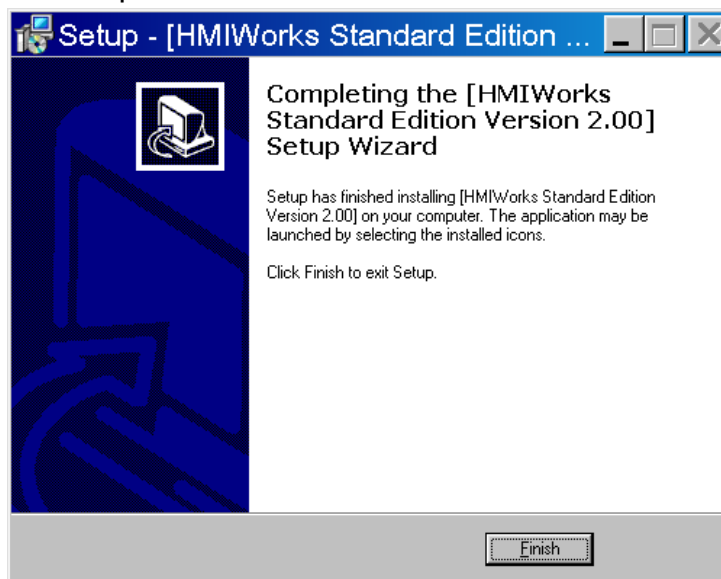 Setup - [HMIWorks Standard Edition ...
Completing the [HMIWorks
Standard Edition Version 2.00]
Setup Wizard
Setup has finished installing [HMIWorks Standard Edition
Version 2.00] on your computer. The application may be
launched by selecting the installed icons.
Click Finish to exit Setup.
Finish